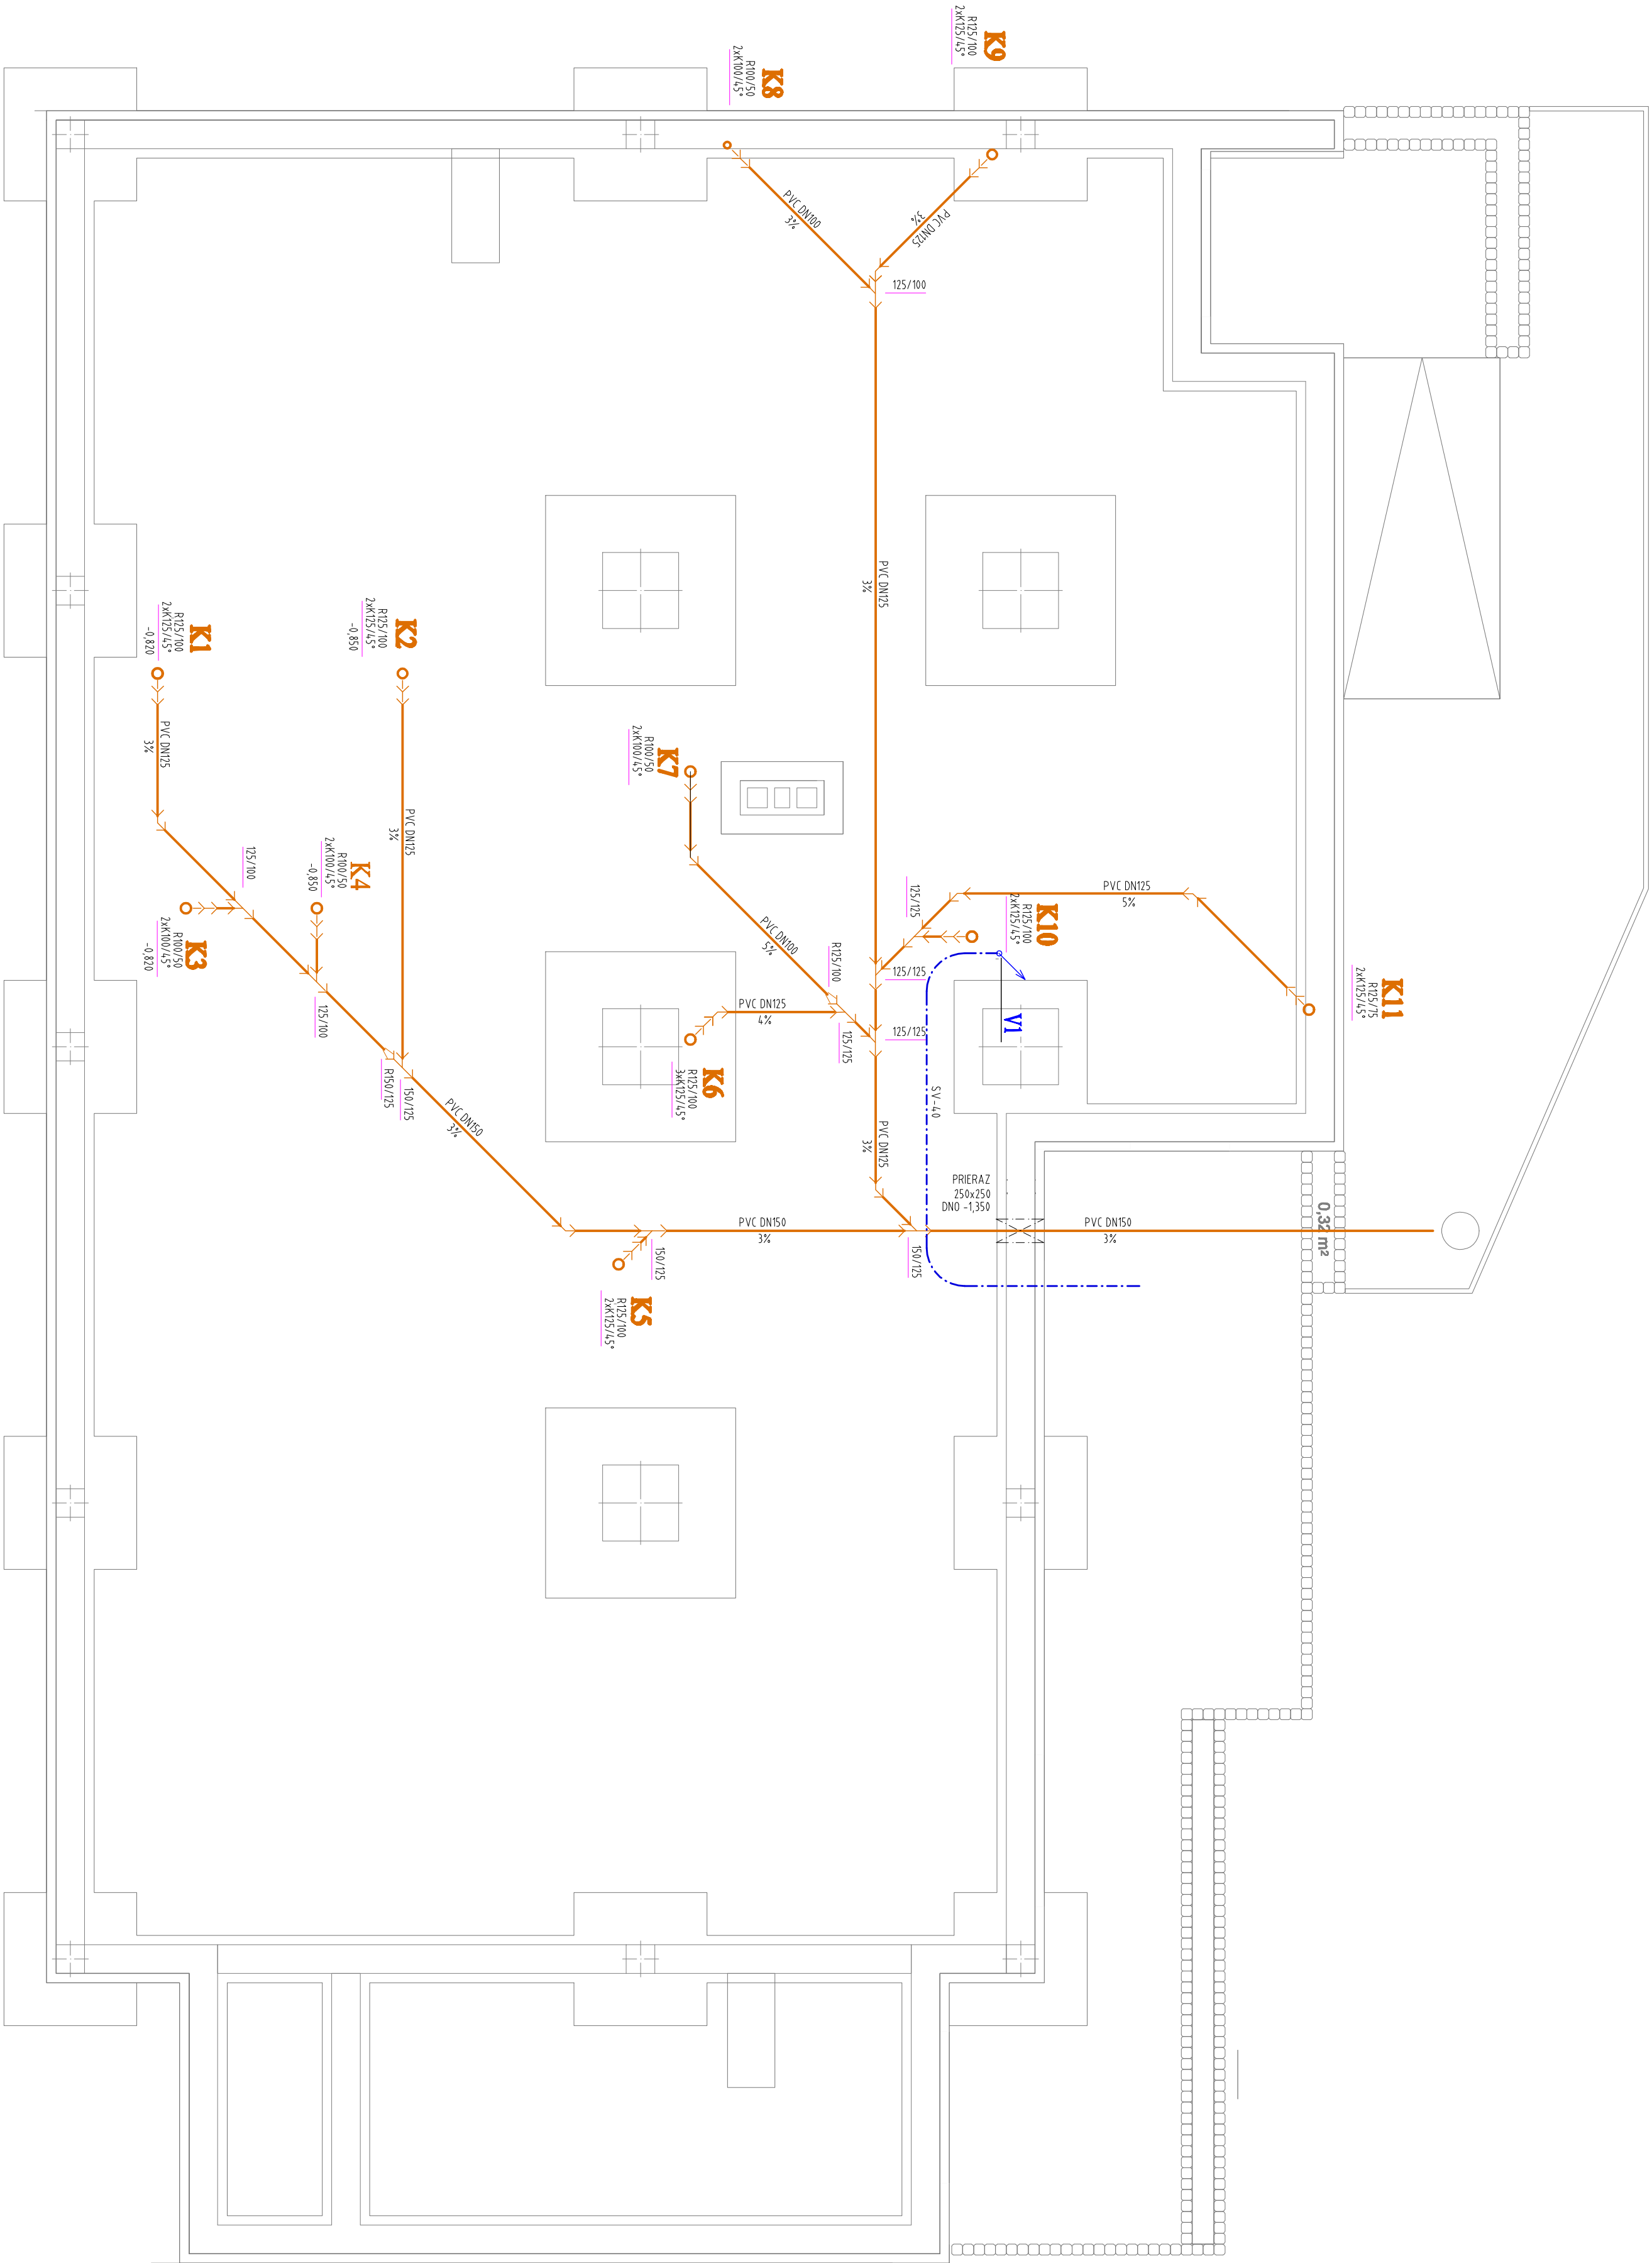 K9
R125/100
2xK125/45°
K8
R100/50
2xK100/45°
PVC DN100
3%
PVC DN125
3%
125/100
PVC DN125
3%
K1
R125/100
2xK125/45°
-0,820
K2
R125/100
2xK125/45°
-0,850
PVC DN125
3%
PVC DN125
3%
K7
R100/50
2xK100/45°
K4
R100/50
2xK100/45°
-0,850
125/100
K3
R100/50
2xK100/45°
-0,820
125/100
PVC DN100
5%
R125/100
125/125
K10
R125/100
2xK125/45°
PVC DN125
5%
K11
R125/75
2xK125/45°
125/125
125/125
125/125
PVC DN125
4%
V1
K6
R125/100
3xK125/45°
R150/125
150/125
PVC DN150
3%
SV-40
PVC DN125
3%
PRIERAZ
250x250
DNO -1,350
PVC DN150
3%
PVC DN150
3%
0,32 m²
150/125
150/125
K5
R125/100
2xK125/45°